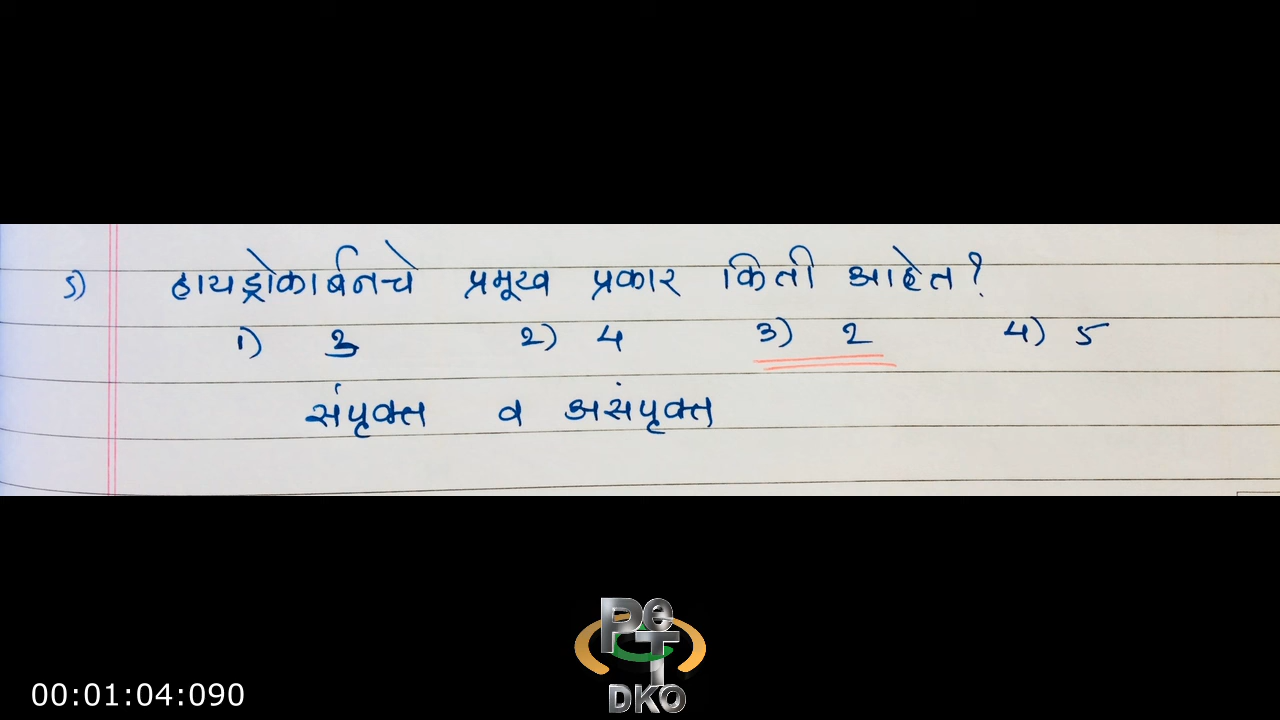 5) हायड्रोकार्बनचे प्रमूख प्रकार किती आहेत?
1) 3 2) 4 3) 2 4) 5
संपृक्त व असंपृक्त
PeT
DKO
00:01:04:090